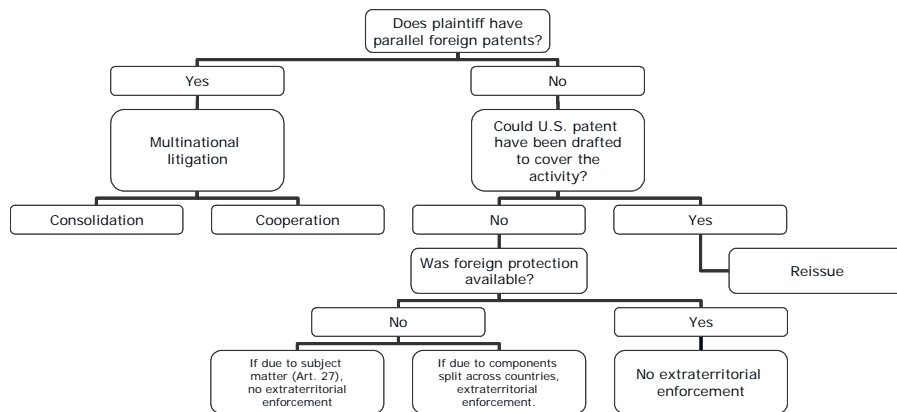 Does plaintiff have
parallel foreign patents?
Yes
No
Multinational
litigation
Could U.S. patent
have been drafted
to cover the
activity?
Consolidation
Cooperation
No
Yes
Was foreign protection
available?
Reissue
No
Yes
If due to subject
matter (Art. 27),
no extraterritorial
enforcement
If due to components
split across countries,
extraterritorial
enforcement.
No extraterritorial
enforcement